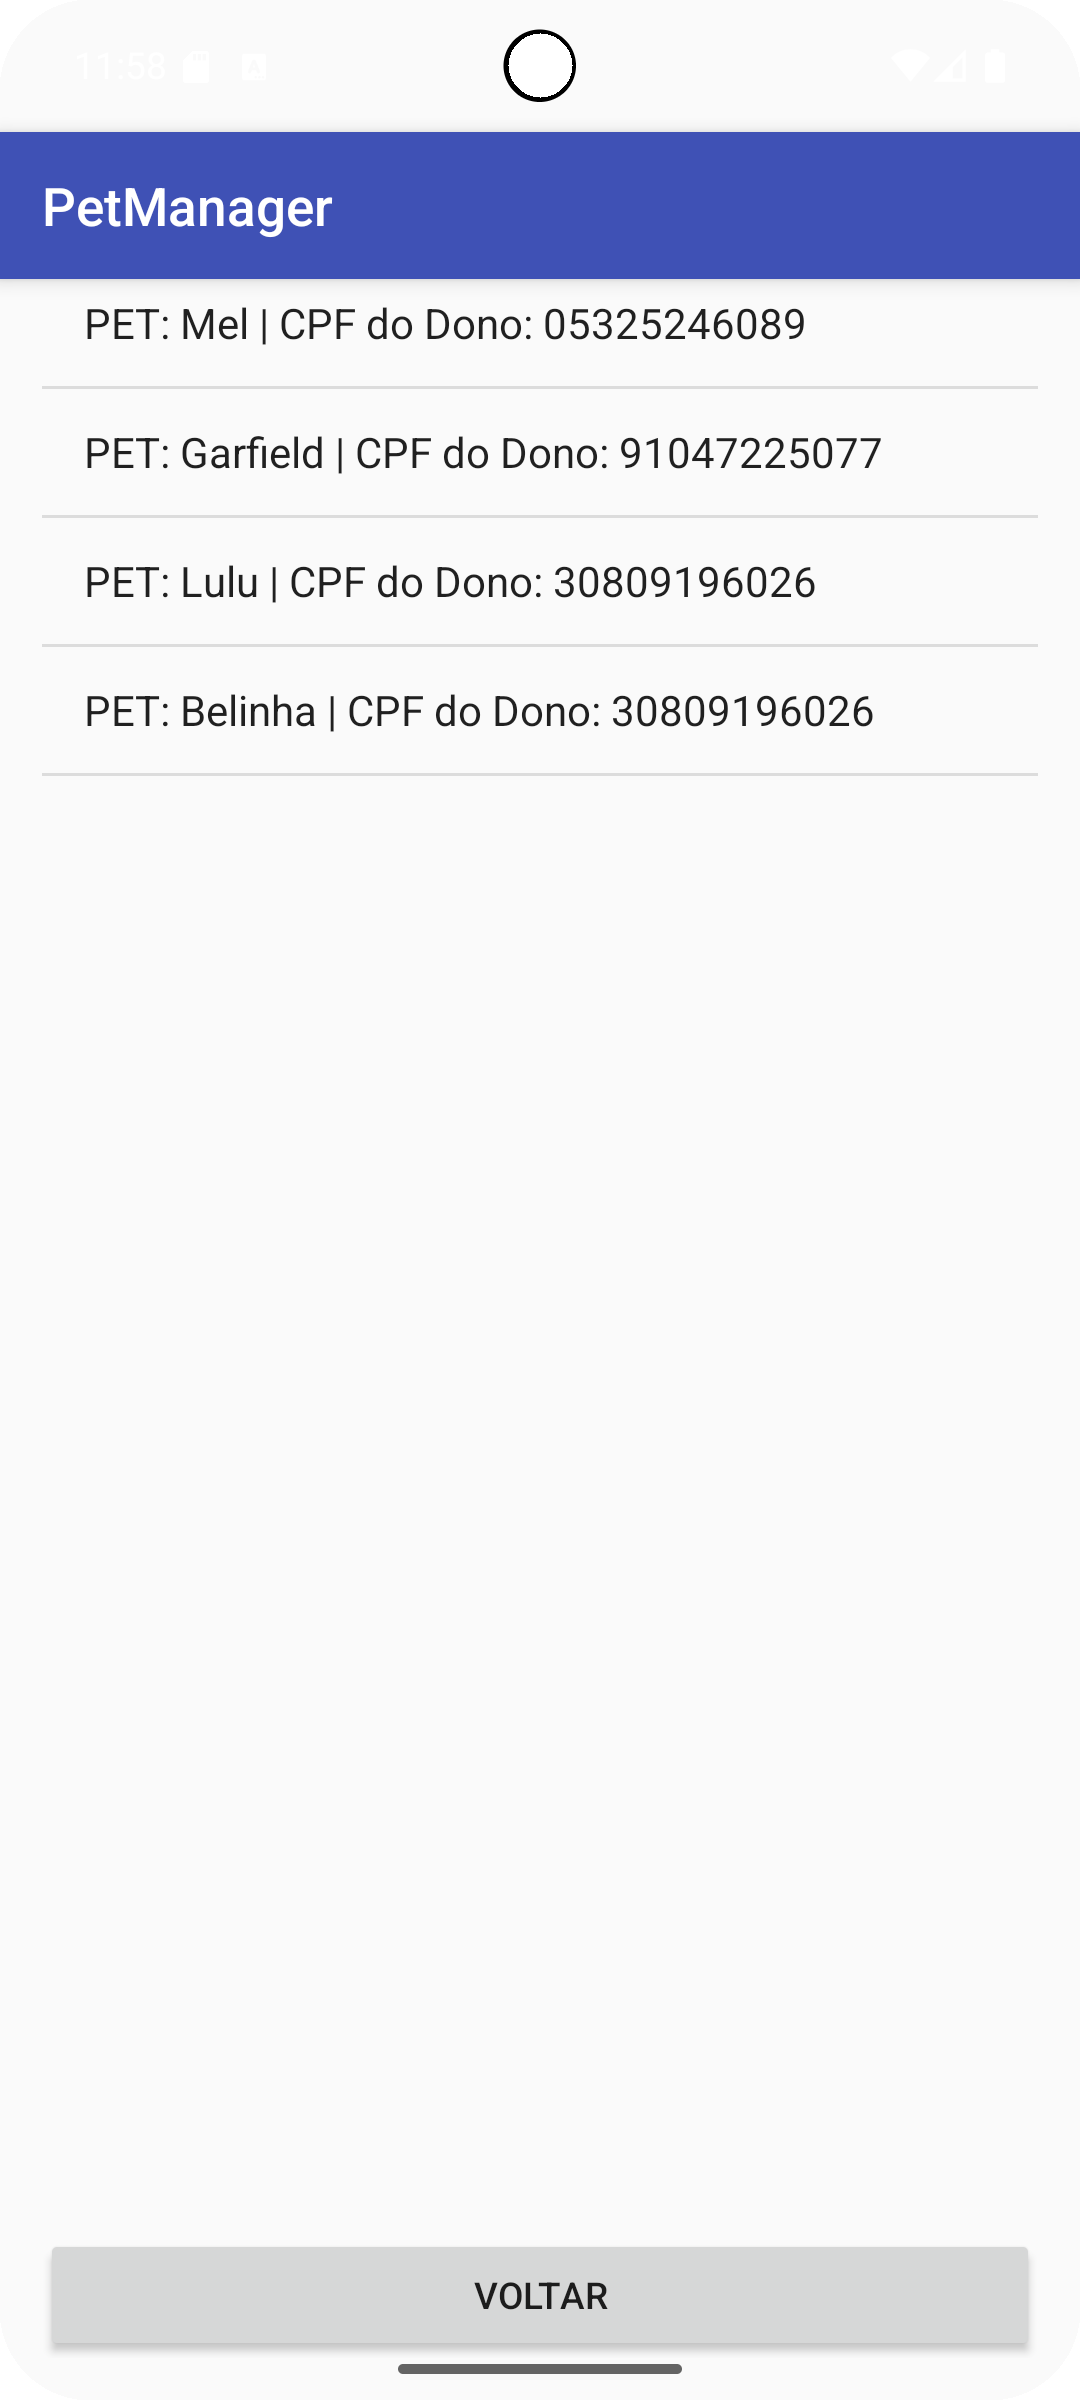 11:58
PetManager
PET: Mel | CPF do Dono: 05325246089
PET: Garfield | CPF do Dono: 91047225077
PET: Lulu | CPF do Dono: 30809196026
PET: Belinha | CPF do Dono: 30809196026
VOLTAR